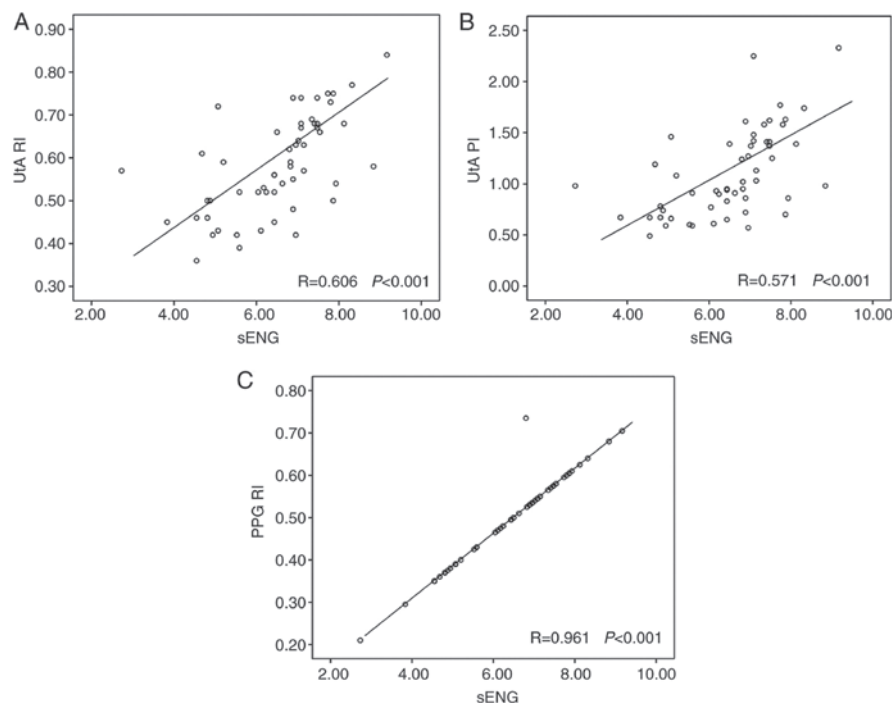 A
UtA RI
0.90
0.80
0.70
0.60
0.50
0.40
0.30
R=0.606 P<0.001
2.00 4.00 6.00 8.00 10.00
sENG
B
UtA PI
2.50
2.00
1.50
1.00
0.50
0.00
R=0.571 P<0.001
2.00 4.00 6.00 8.00 10.00
sENG
C
PPG RI
0.80
0.70
0.60
0.50
0.40
0.30
0.20
R=0.961 P<0.001
2.00 4.00 6.00 8.00 10.00
sENG